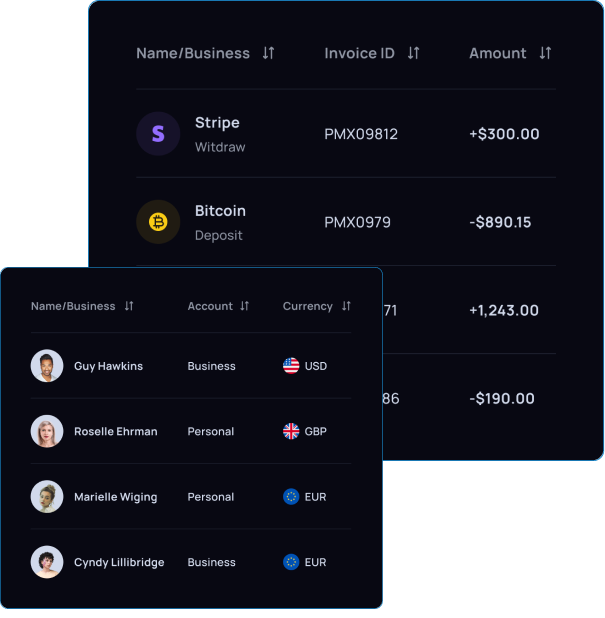 Name/Business Invoice ID Amount
Stripe
Witdraw
PMX09812 +$300.00
Bitcoin
Deposit
PMX0979 -$890.15
71 +1,243.00
86 -$190.00
Name/Business Account Currency
Guy Hawkins Business USD
Roselle Ehrman Personal GBP
Marielle Wiging Personal EUR
Cyndy Lillibridge Business EUR